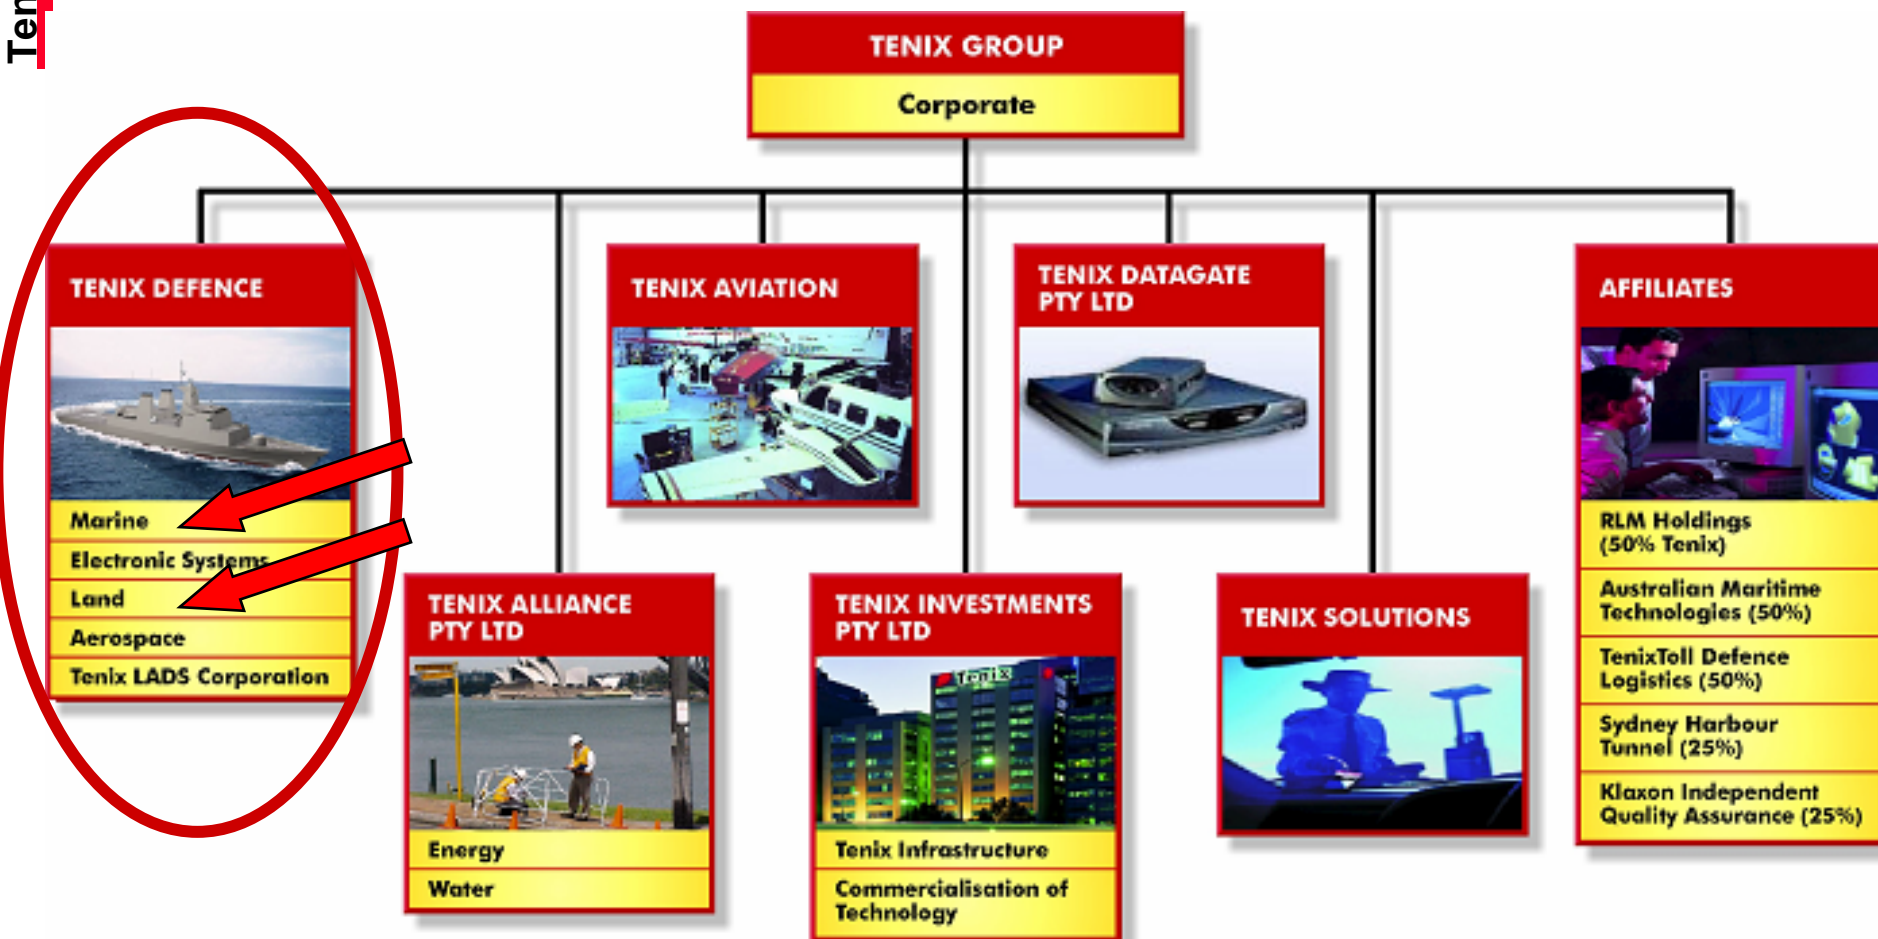 Ten
TENIX GROUP
Corporate
TENIX DEFENCE
Marine
Electronic Systems
Land
Aerospace
Tenix LADS Corporation
TENIX ALLIANCE
PTY LTD
Energy
Water
TENIX AVIATION
TENIX INVESTMENTS
PTY LTD
Tenix
Tenix Infrastructure
Commercialisation of
Technology
TENIX DATAGATE
PTY LTD
TENIX SOLUTIONS
AFFILIATES
RLM Holdings
(50% Tenix)
Australian Maritime
Technologies (50%)
TenixToll Defence
Logistics (50%)
Sydney Harbour
Tunnel (25%)
Klaxon Independent
Quality Assurance (25%)